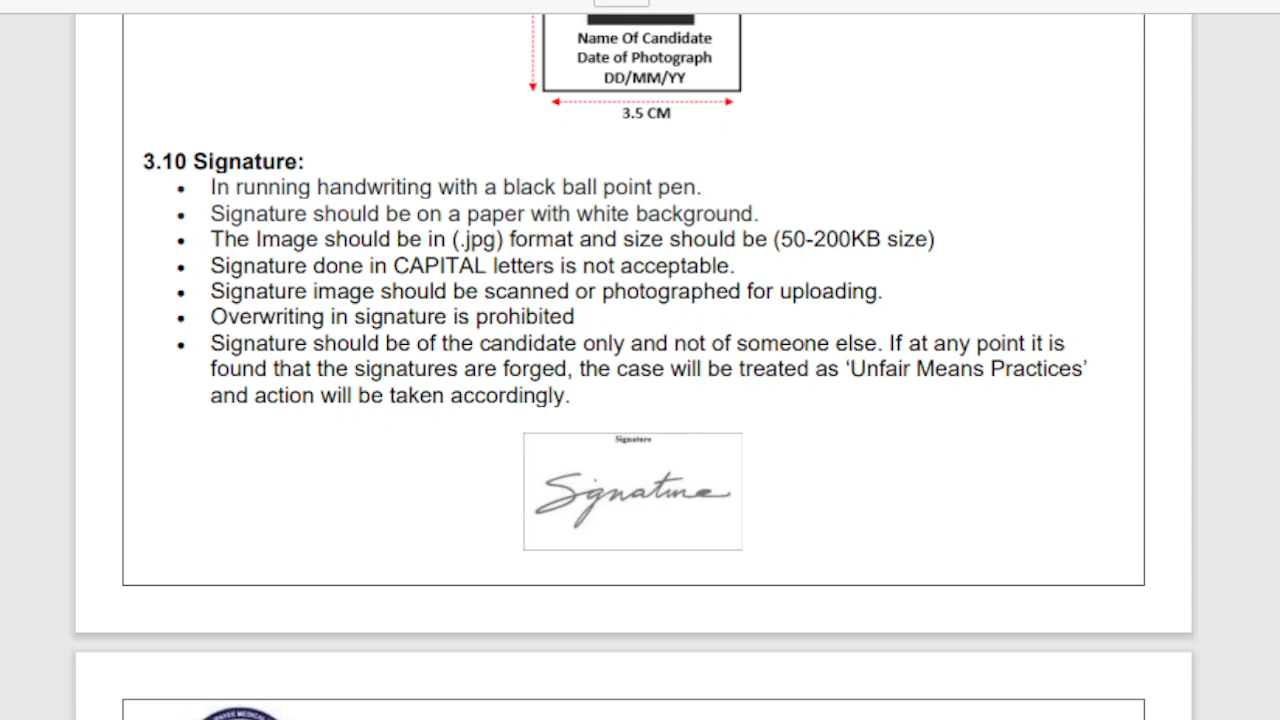 Name Of Candidate
Date of Photograph
DD/MM/YY
3.5 CM
3.10 Signature:
• In running handwriting with a black ball point pen.
• Signature should be on a paper with white background.
• The Image should be in (.jpg) format and size should be (50-200KB size)
• Signature done in CAPITAL letters is not acceptable.
• Signature image should be scanned or photographed for uploading.
• Overwriting in signature is prohibited
• Signature should be of the candidate only and not of someone else. If at any point it is
found that the signatures are forged, the case will be treated as ‘Unfair Means Practices’
and action will be taken accordingly.
Signature
Signature
MEDICAL